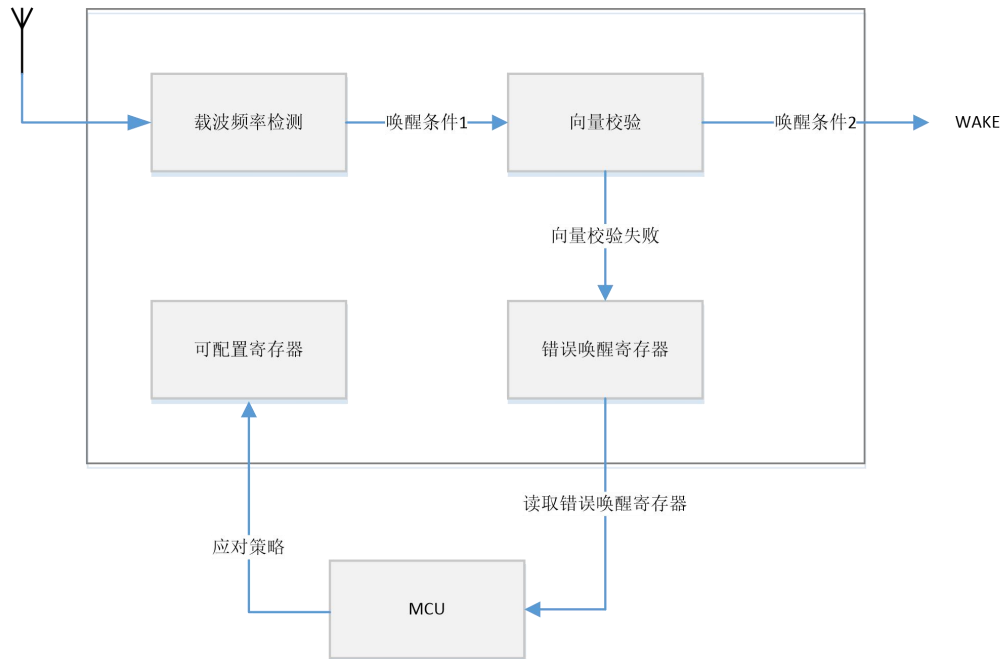 载波频率检测
唤醒条件1
向量校验
唤醒条件2
WAKE
向量校验失败
可配置寄存器
错误唤醒寄存器
读取错误唤醒寄存器
应对策略
MCU